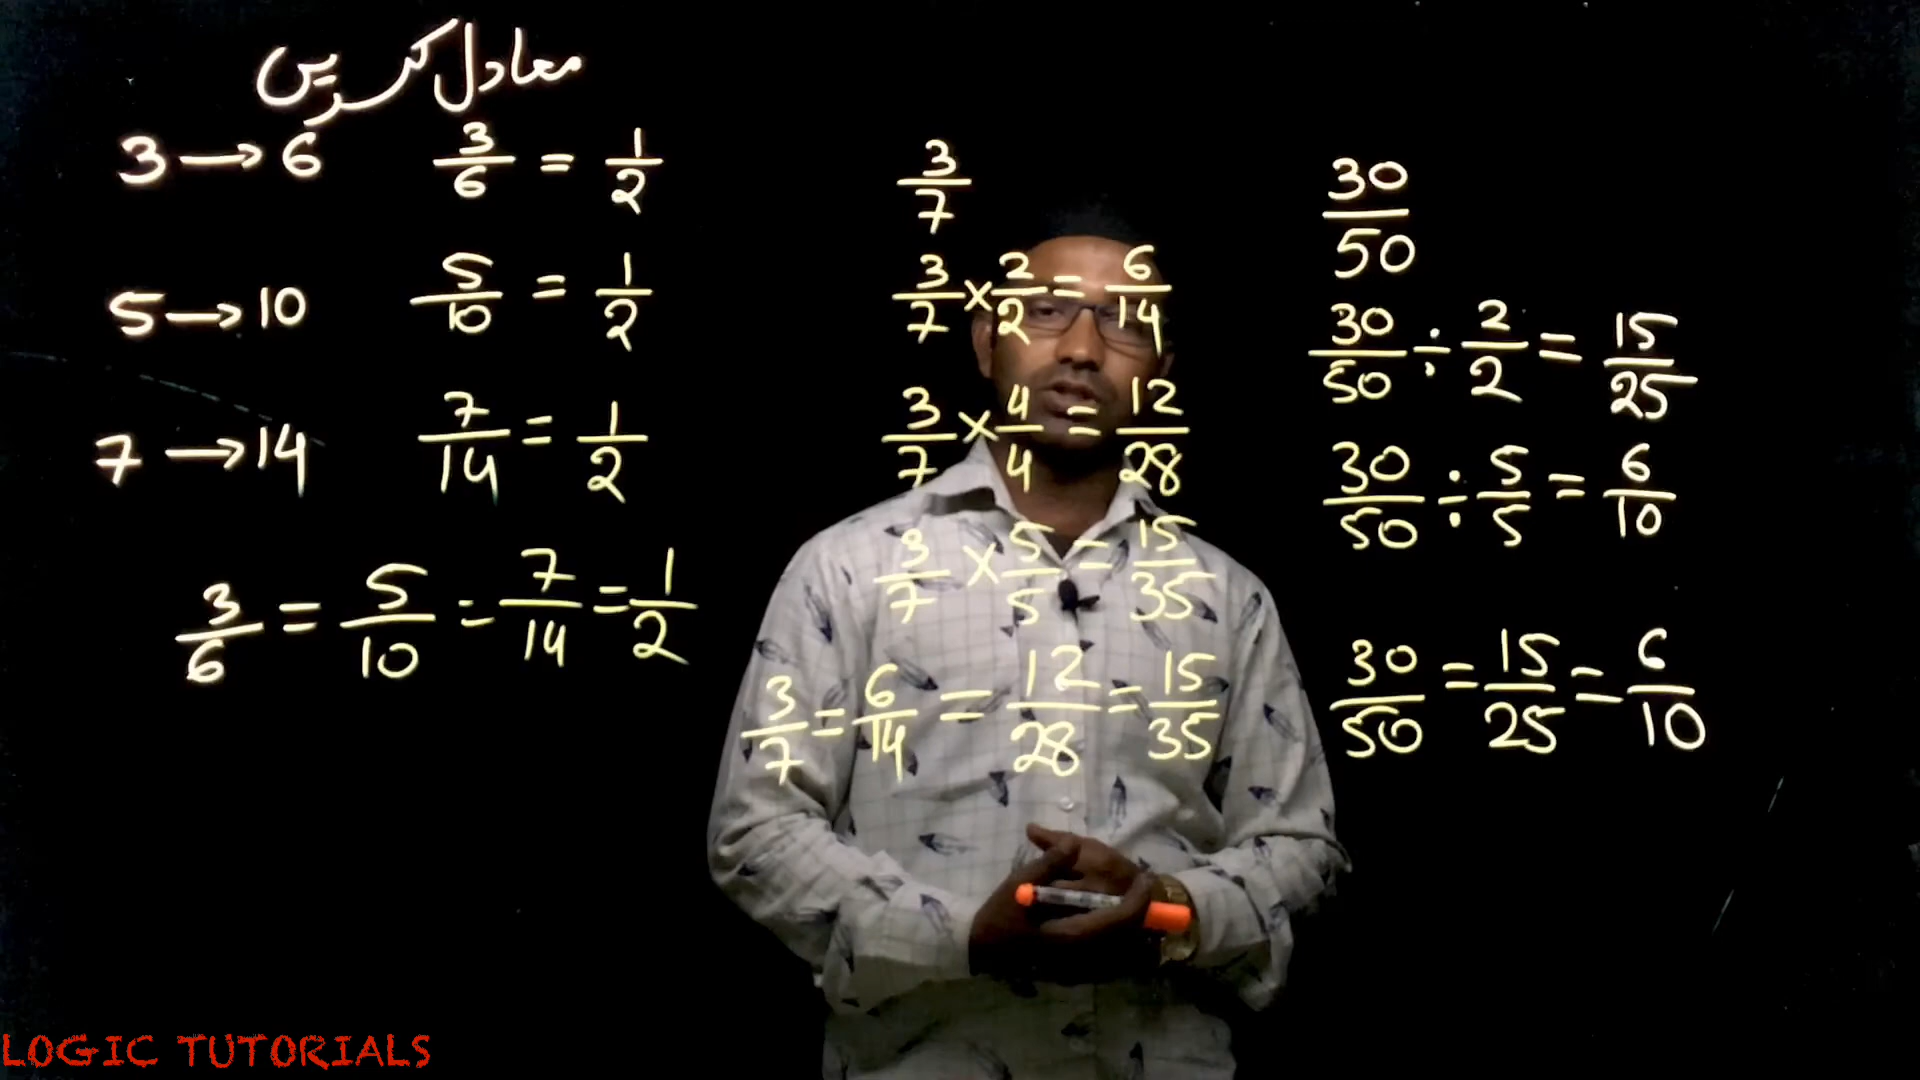 معادل کسریں
3 → 6 3/6 = 1/2
5 → 10 5/10 = 1/2
7 → 14 7/14 = 1/2
3/6 = 5/10 = 7/14 = 1/2
3/7
3/7 × 2/2 = 6/14
3/7 × 4/4 = 12/28
3/7 × 5/5 = 15/35
3/7 = 6/14 = 12/28 = 15/35
30/50
30/50 ÷ 2/2 = 15/25
30/50 ÷ 5/5 = 6/10
30/50 = 15/25 = 6/10
LOGIC TUTORIALS